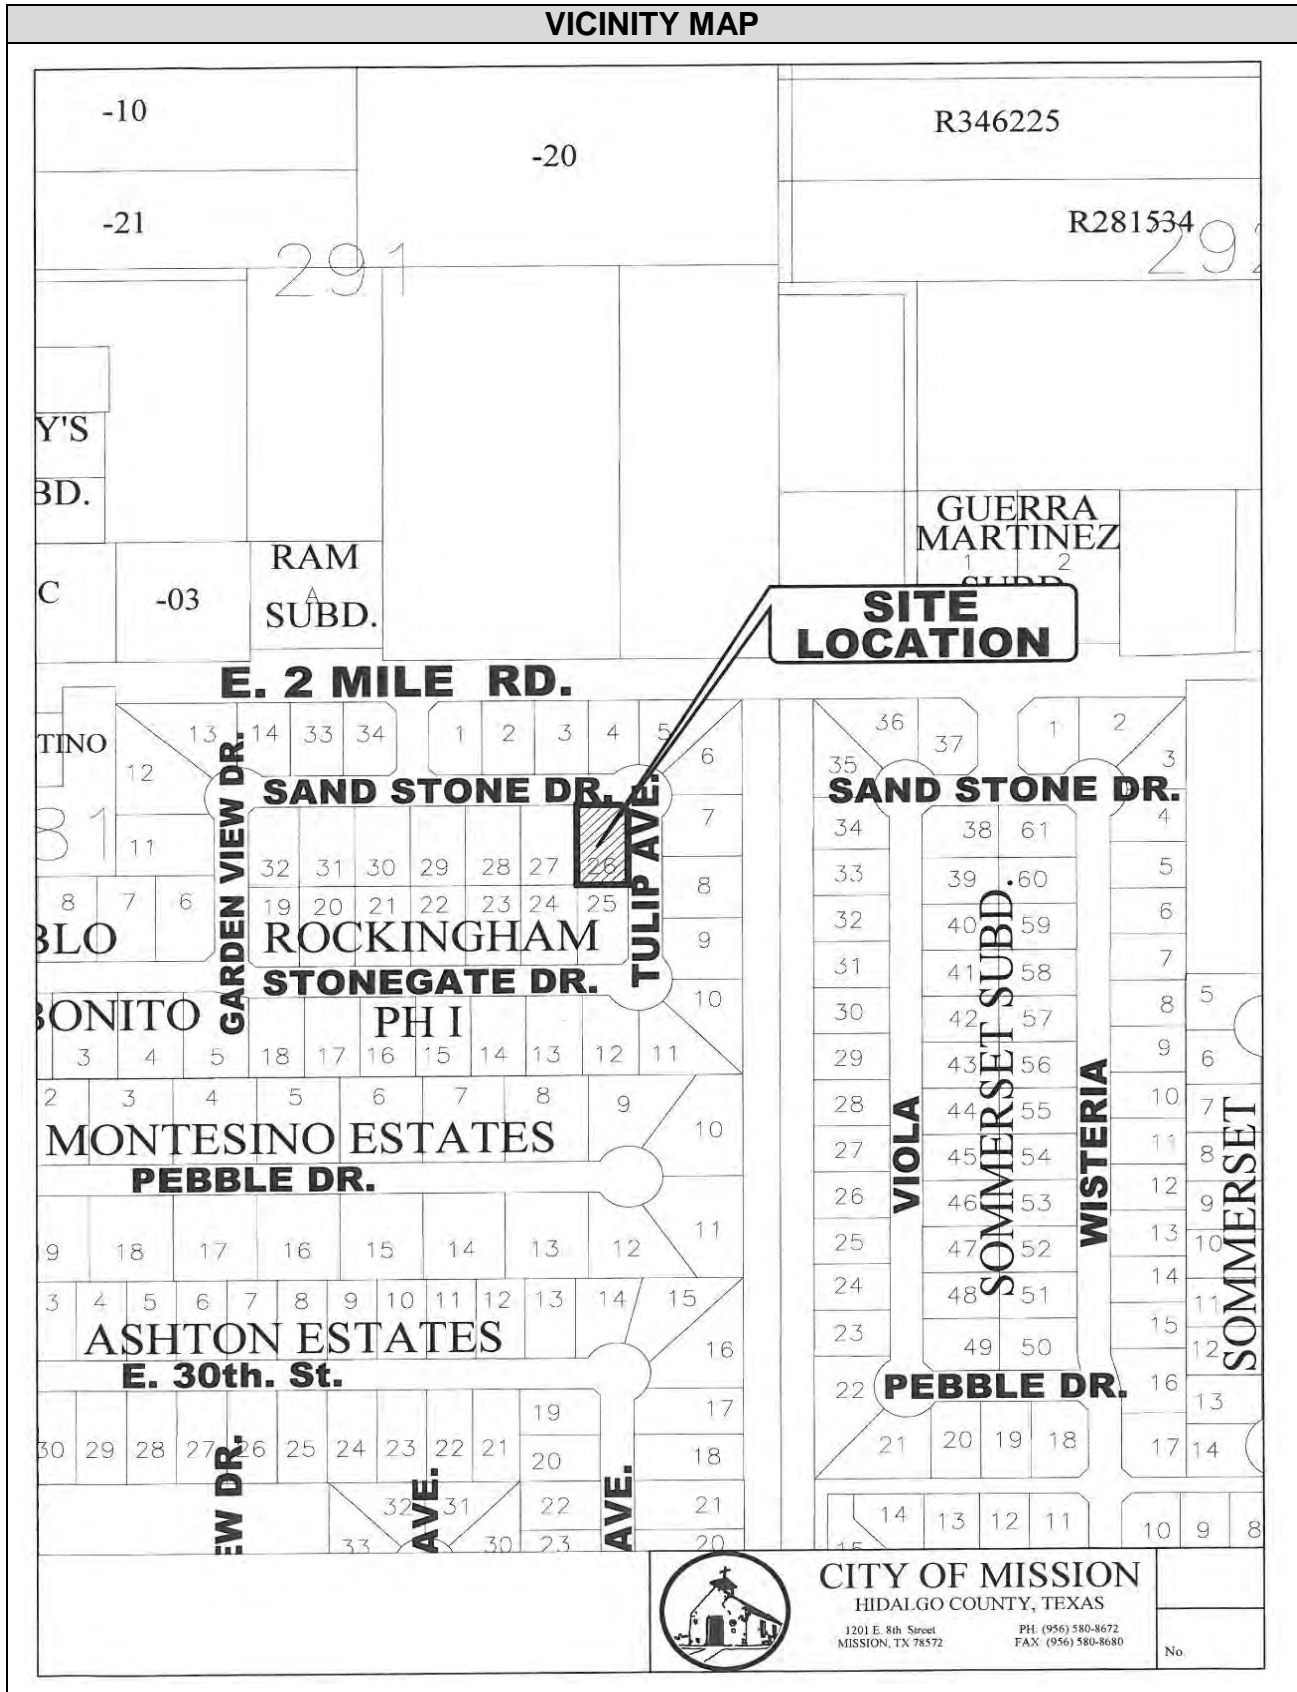 VICINITY MAP
-10
-20
R346225
-21
R281534
291
292
Y'S
BD.
GUERRA
MARTINEZ
1 2
SUBD.
RAM
A
SUBD.
C
-03
SITE
LOCATION
E. 2 MILE RD.
TINO
13 14 33 34 1 2 3 4 5
6
36
37
1 2
3
12
35
SAND STONE DR.
SAND STONE DR.
81
11
GARDEN VIEW DR.
TULIP AVE.
7
34
38 61
4
32 31 30 29 28 27 26
8
33
39 60
5
8 7 6
19 20 21 22 23 24 25
32
40 59
6
BLO
ROCKINGHAM
9
31
41 58
7
STONEGATE DR.
10
30
42 57
8
5
BONITO
PH I
3 4 5 18 17 16 15 14 13 12 11
29
43 56
9
6
2 3 4 5 6 7 8 9
10
28
44 55
10
7
MONTESINO ESTATES
27
45 54
11
8
PEBBLE DR.
VIOLA
SOMMERSET SUBD.
WISTERIA
SOMMERSET
26
46 53
12
9
19 18 17 16 15 14 13 12
11
25
47 52
13
10
3 4 5 6 7 8 9 10 11 12 13 14 15
24
48 51
14
11
ASHTON ESTATES
16
23
49 50
15
12
E. 30th. St.
22
PEBBLE DR.
16
13
30 29 28 27 26 25 24 23 22 21
19
20
17
18
21 20 19 18
17 14
EW DR.
AVE.
AVE.
32 31
33 30
22
23
21
20
14 13 12 11
15
10 9 8
CITY OF MISSION
HIDALGO COUNTY, TEXAS
1201 E. 8th Street
MISSION, TX 78572
PH. (956) 580-8672
FAX (956) 580-8680
No.